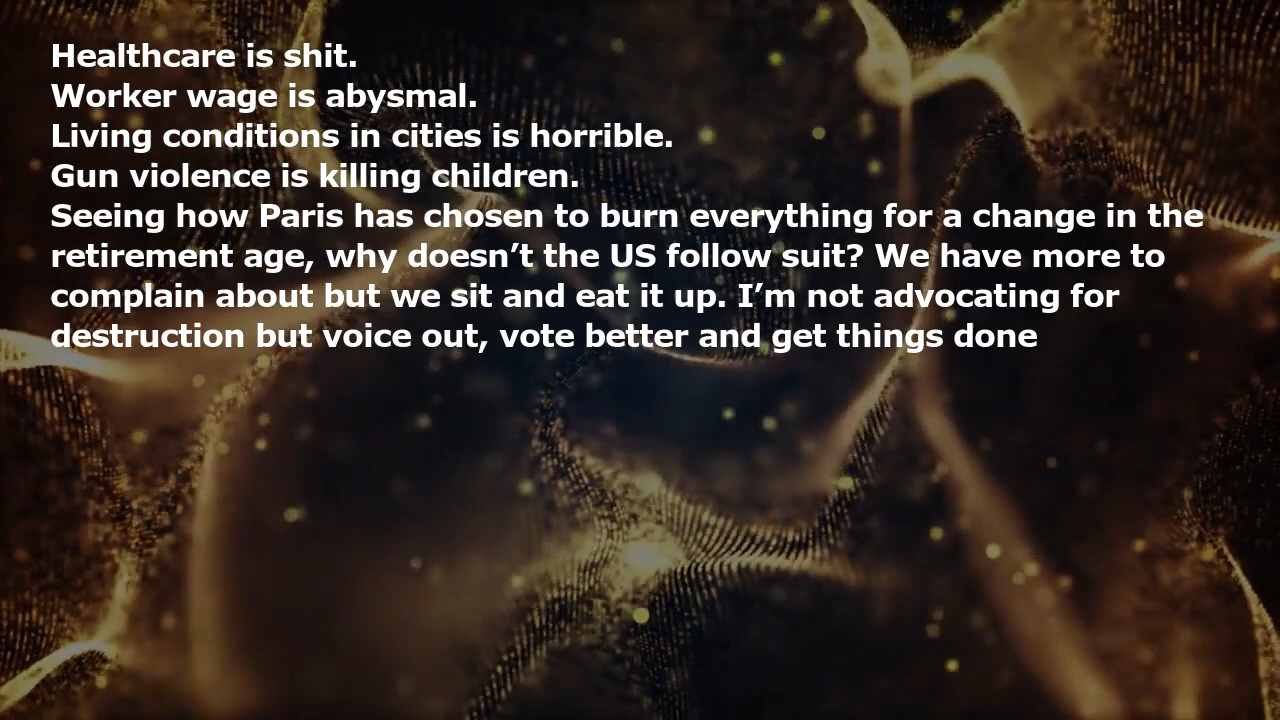 Healthcare is shit.
Worker wage is abysmal.
Living conditions in cities is horrible.
Gun violence is killing children.
Seeing how Paris has chosen to burn everything for a change in the
retirement age, why doesn’t the US follow suit? We have more to
complain about but we sit and eat it up. I’m not advocating for
destruction but voice out, vote better and get things done